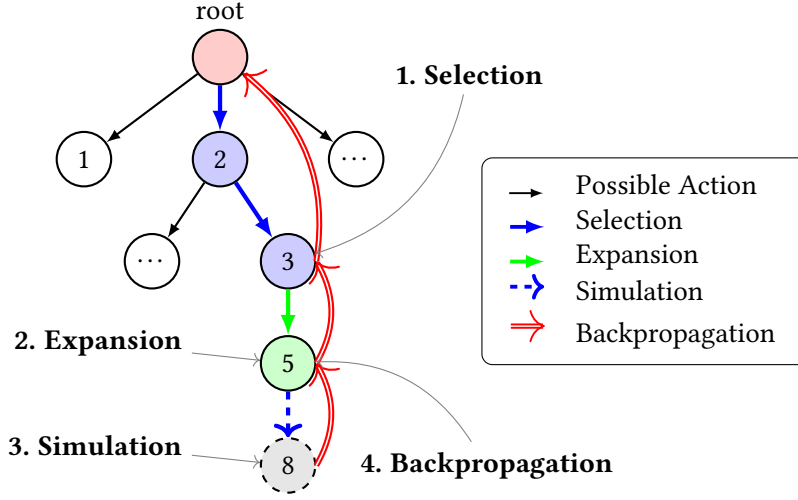 root
1. Selection
1
2
...
...
3
Possible Action
Selection
Expansion
Simulation
Backpropagation
2. Expansion
5
3. Simulation
8
4. Backpropagation